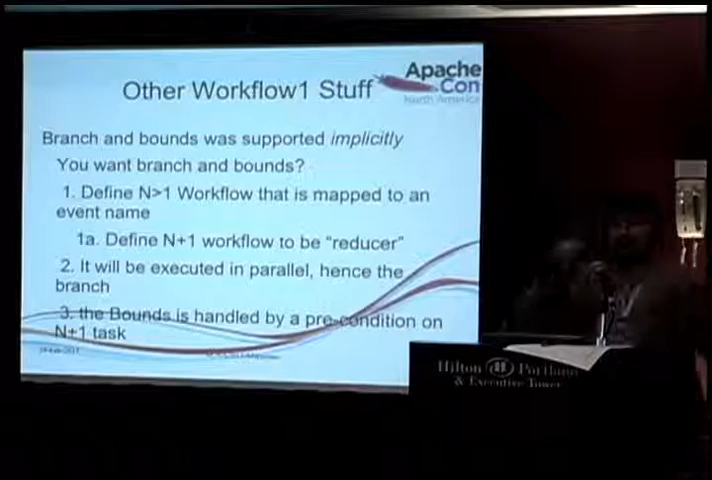 Other Workflow1 Stuff
Apache
Con
North America
Branch and bounds was supported implicitly
You want branch and bounds?
1. Define N>1 Workflow that is mapped to an
event name
1a. Define N+1 workflow to be “reducer”
2. It will be executed in parallel, hence the
branch
3. the Bounds is handled by a pre-condition on
N+1 task
Hilton Portland
& Executive Tower